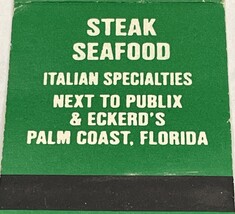 STEAK
SEAFOOD
ITALIAN SPECIALTIES
NEXT TO PUBLIX
& ECKERD'S
PALM COAST, FLORIDA